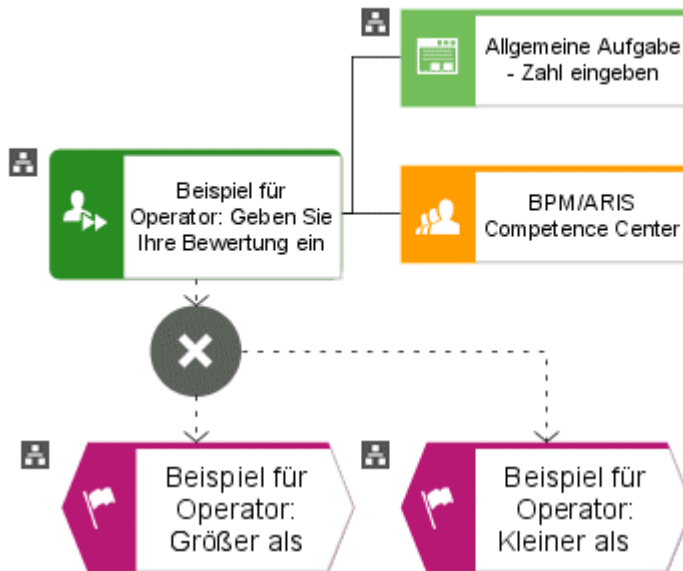 Allgemeine Aufgabe
- Zahl eingeben
Beispiel für
Operator: Geben Sie
Ihre Bewertung ein
BPM/ARIS
Competence Center
Beispiel für
Operator:
Größer als
Beispiel für
Operator:
Kleiner als